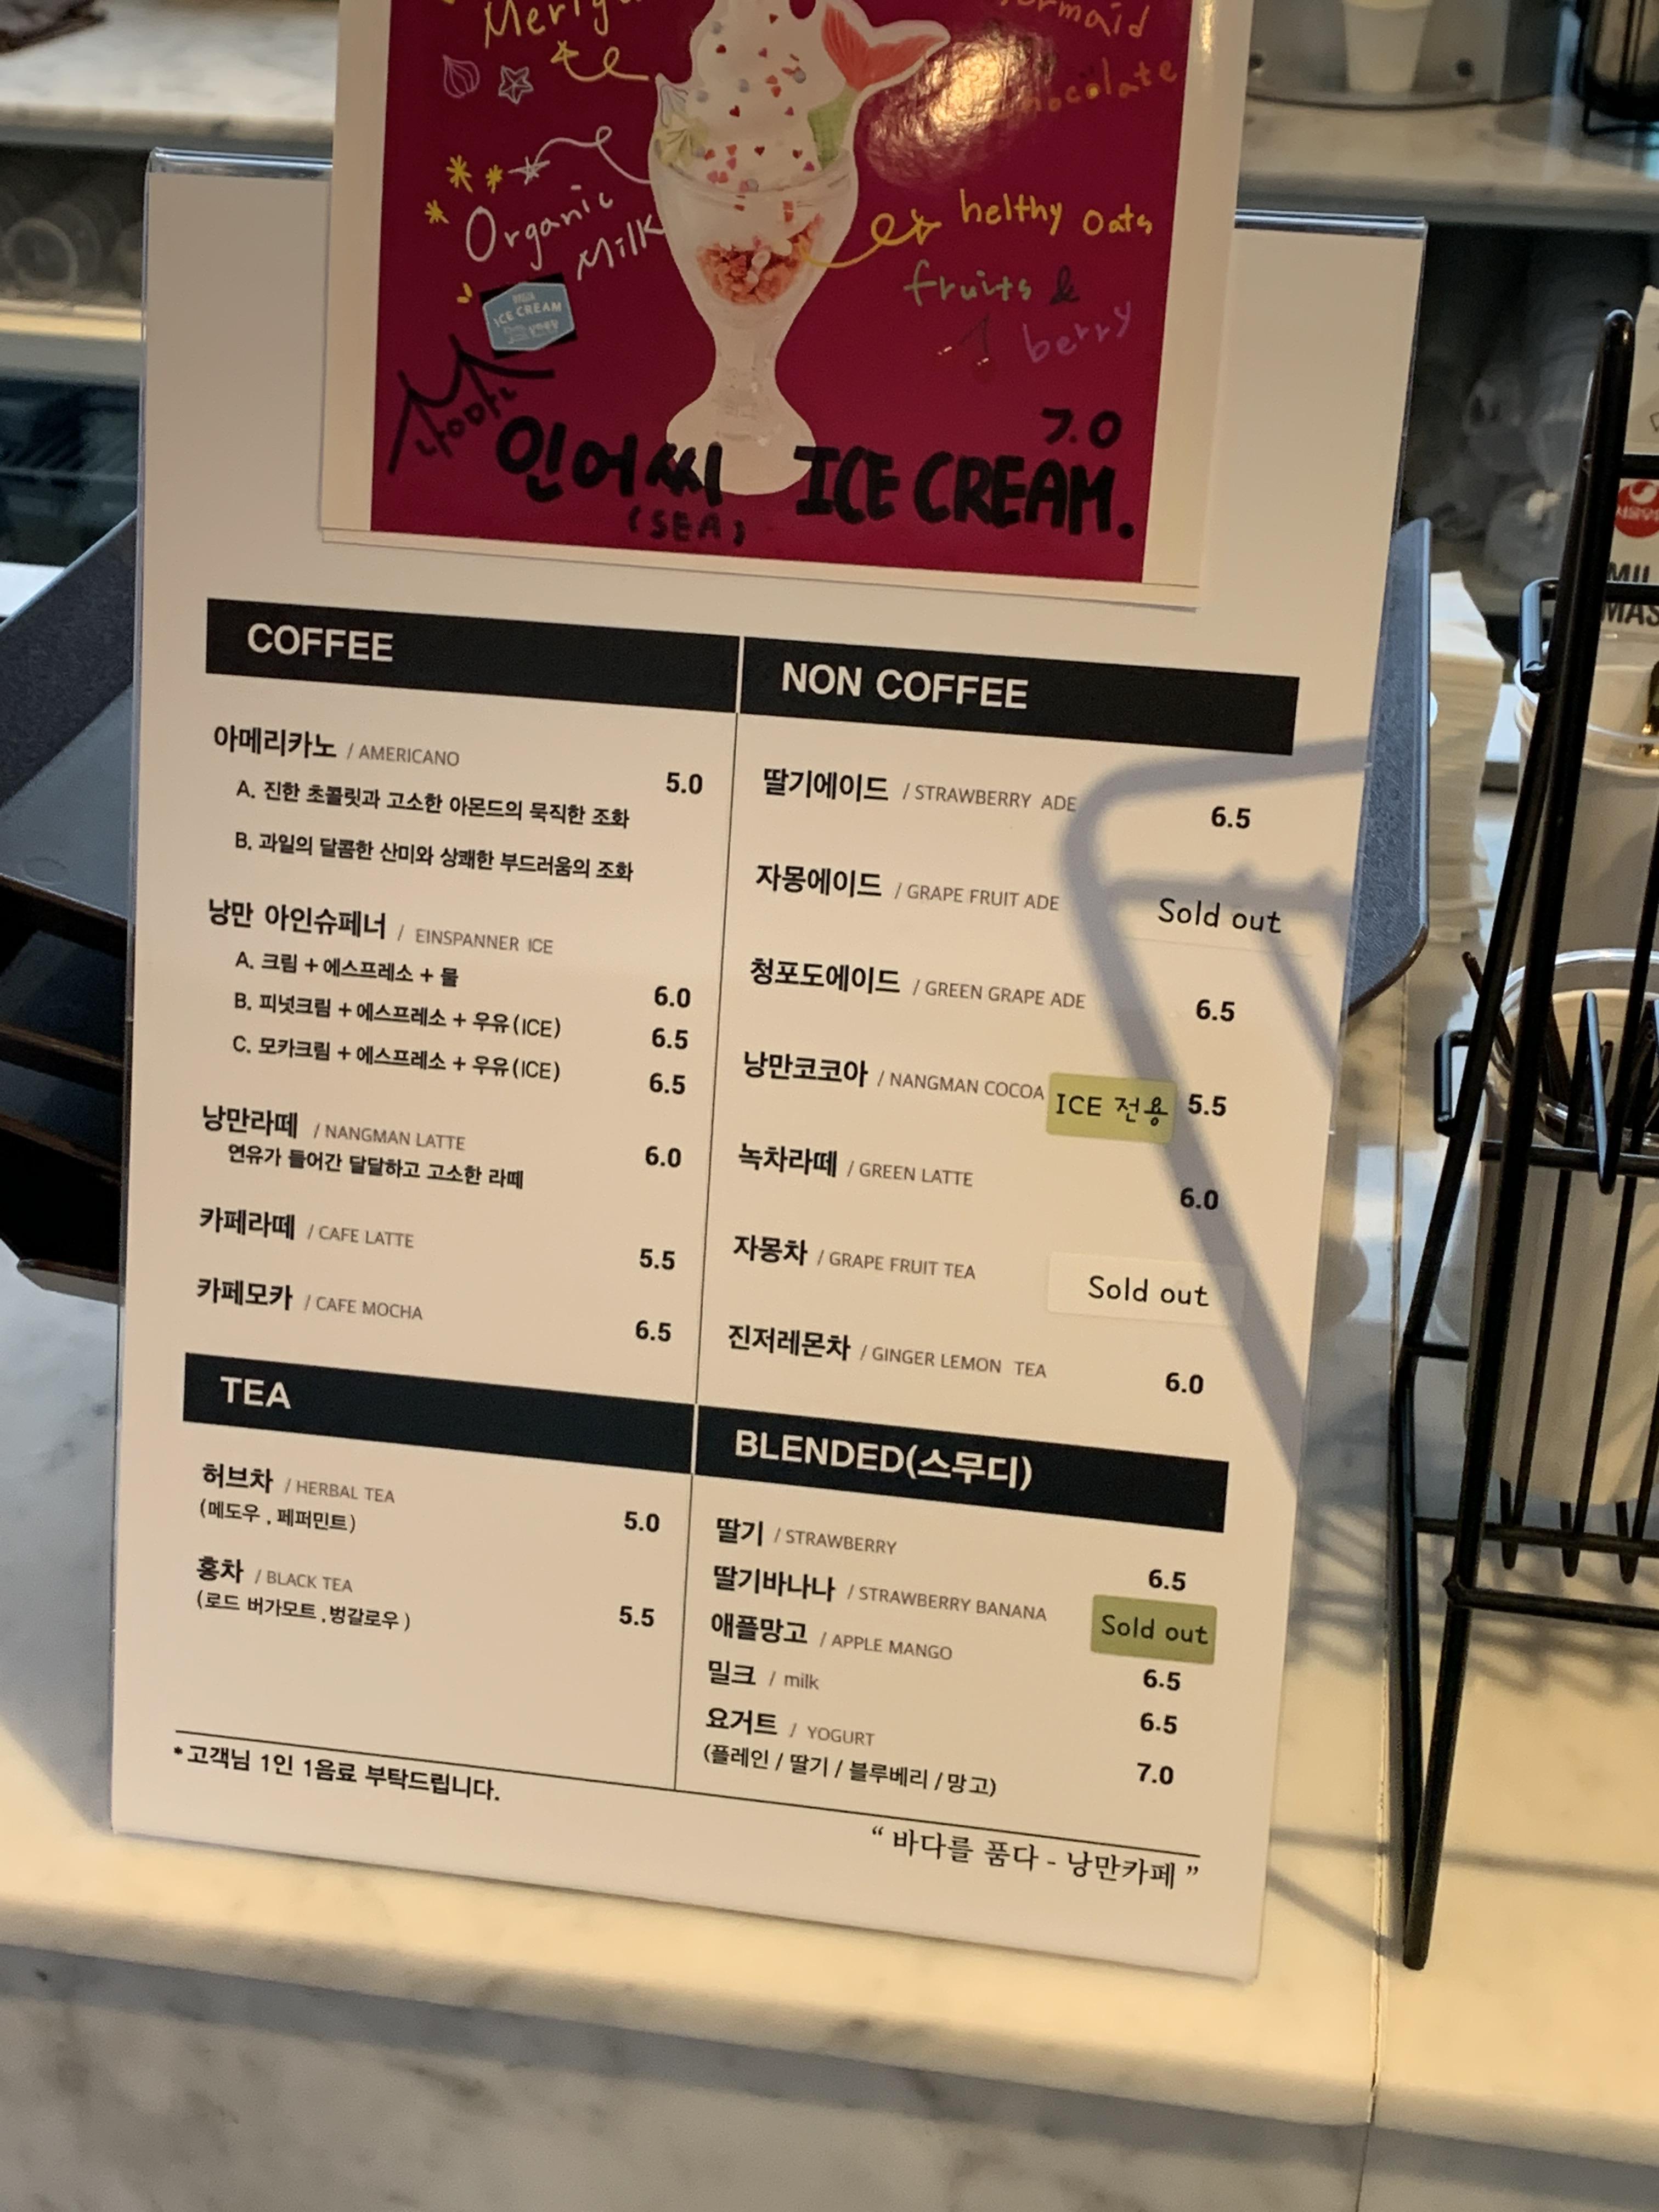 Organic
Milk
helthy oats
fruits &
berry
ICE CREAM
7.0
인어씨 ICE CREAM.
(SEA)
COFFEE
아메리카노 / AMERICANO 5.0
A. 진한 초콜릿과 고소한 아몬드의 묵직한 조화
B. 과일의 달콤한 산미와 상쾌한 부드러움의 조화
낭만 아인슈페너 / EINSPANNER ICE
A. 크림 + 에스프레소 + 물 6.0
B. 피넛크림 + 에스프레소 + 우유(ICE) 6.5
C. 모카크림 + 에스프레소 + 우유(ICE) 6.5
낭만라떼 / NANGMAN LATTE 6.0
연유가 들어간 달달하고 고소한 라떼
카페라떼 / CAFE LATTE 5.5
카페모카 / CAFE MOCHA 6.5
TEA
허브차 / HERBAL TEA 5.0
(메도우 , 페퍼민트)
홍차 / BLACK TEA 5.5
(로드 버가모트 , 벙갈로우 )
NON COFFEE
딸기에이드 / STRAWBERRY ADE 6.5
자몽에이드 / GRAPE FRUIT ADE Sold out
청포도에이드 / GREEN GRAPE ADE 6.5
낭만코코아 / NANGMAN COCOA ICE 전용 5.5
녹차라떼 / GREEN LATTE 6.0
자몽차 / GRAPE FRUIT TEA Sold out
진저레몬차 / GINGER LEMON TEA 6.0
BLENDED(스무디)
딸기 / STRAWBERRY 6.5
딸기바나나 / STRAWBERRY BANANA Sold out
애플망고 / APPLE MANGO 6.5
밀크 / milk 6.5
요거트 / YOGURT 7.0
(플레인 / 딸기 / 블루베리 / 망고)
*고객님 1인 1음료 부탁드립니다.
“ 바다를 품다 - 낭만카페 ”